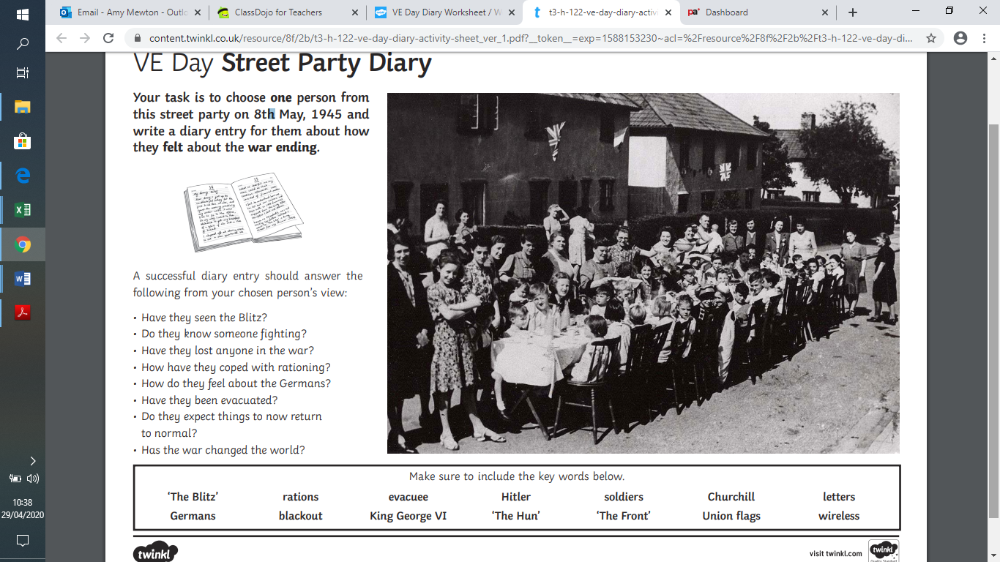 Email - Amy Mewton - Outlo
ClassDojo for Teachers
VE Day Diary Worksheet / W
t3-h-122-ve-day-diary-activ
Dashboard
content.twinkl.co.uk/resource/8f/2b/t3-h-122-ve-day-diary-activity-sheet_ver_1.pdf?__token__=exp=1588153230~acl=%2Fresource%2F8f%2F2b%2Ft3-h-122-ve-day-di...
VE Day Street Party Diary
Your task is to choose one person from
this street party on 8th May, 1945 and
write a diary entry for them about how
they felt about the war ending.
A successful diary entry should answer the
following from your chosen person's view:
• Have they seen the Blitz?
• Do they know someone fighting?
• Have they lost anyone in the war?
• How have they coped with rationing?
• How do they feel about the Germans?
• Have they been evacuated?
• Do they expect things to now return
to normal?
• Has the war changed the world?
Make sure to include the key words below.
'The Blitz' rations evacuee Hitler soldiers Churchill letters
Germans blackout King George VI 'The Hun' 'The Front' Union flags wireless
twinkl visit twinkl.com twinkl
10:38
29/04/2020